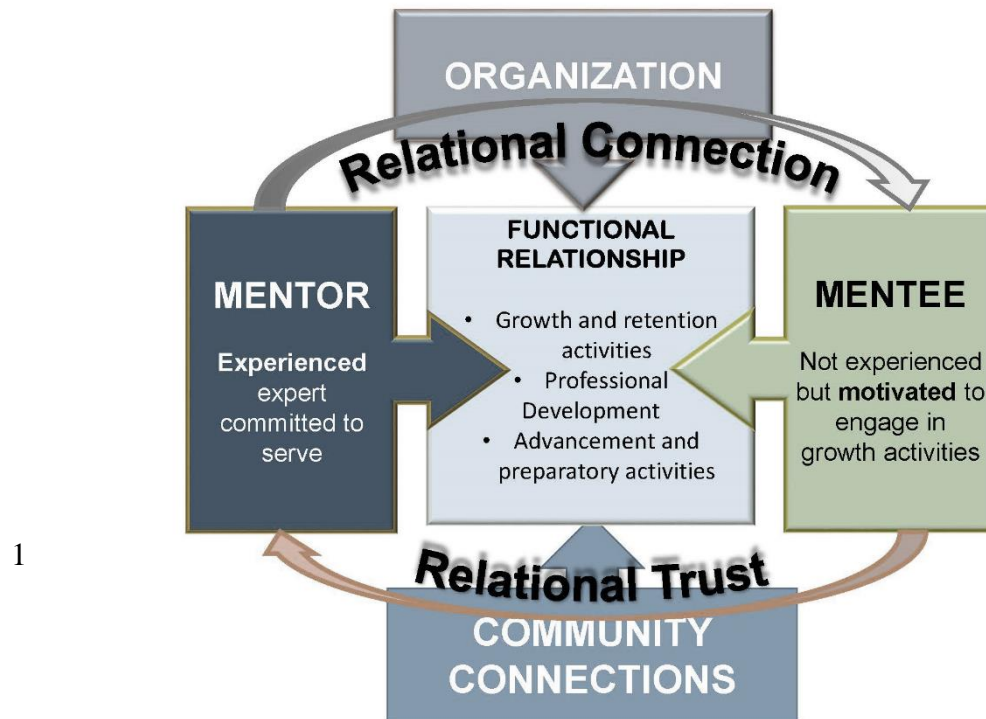 ORGANIZATION
Relational Connection
MENTOR
Experienced
expert
committed to
serve
FUNCTIONAL
RELATIONSHIP
• Growth and retention
activities
• Professional
Development
• Advancement and
preparatory activities
MENTEE
Not experienced
but motivated to
engage in
growth activities
1
Relational Trust
COMMUNITY
CONNECTIONS